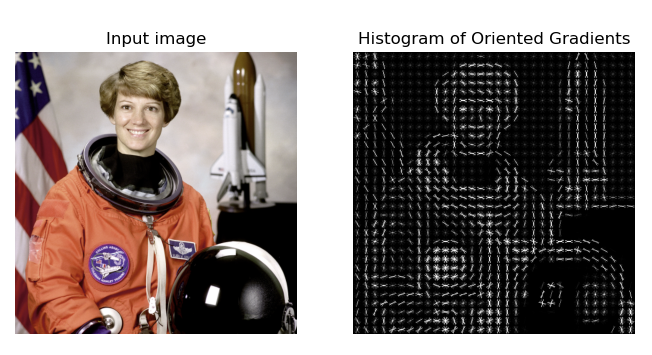 Input image
Histogram of Oriented Gradients